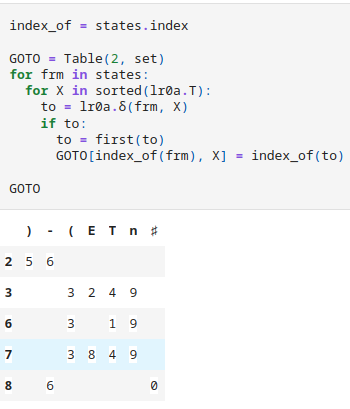 index_of = states.index
GOTO = Table(2, set)
for frm in states:
for X in sorted(lr0a.T):
to = lr0a.δ(frm, X)
if to:
to = first(to)
GOTO[index_of(frm), X] = index_of(to)
GOTO
) - ( E T n ♯
2 5 6
3 3 2 4 9
6 3 1 9
7 3 8 4 9
8 6 0